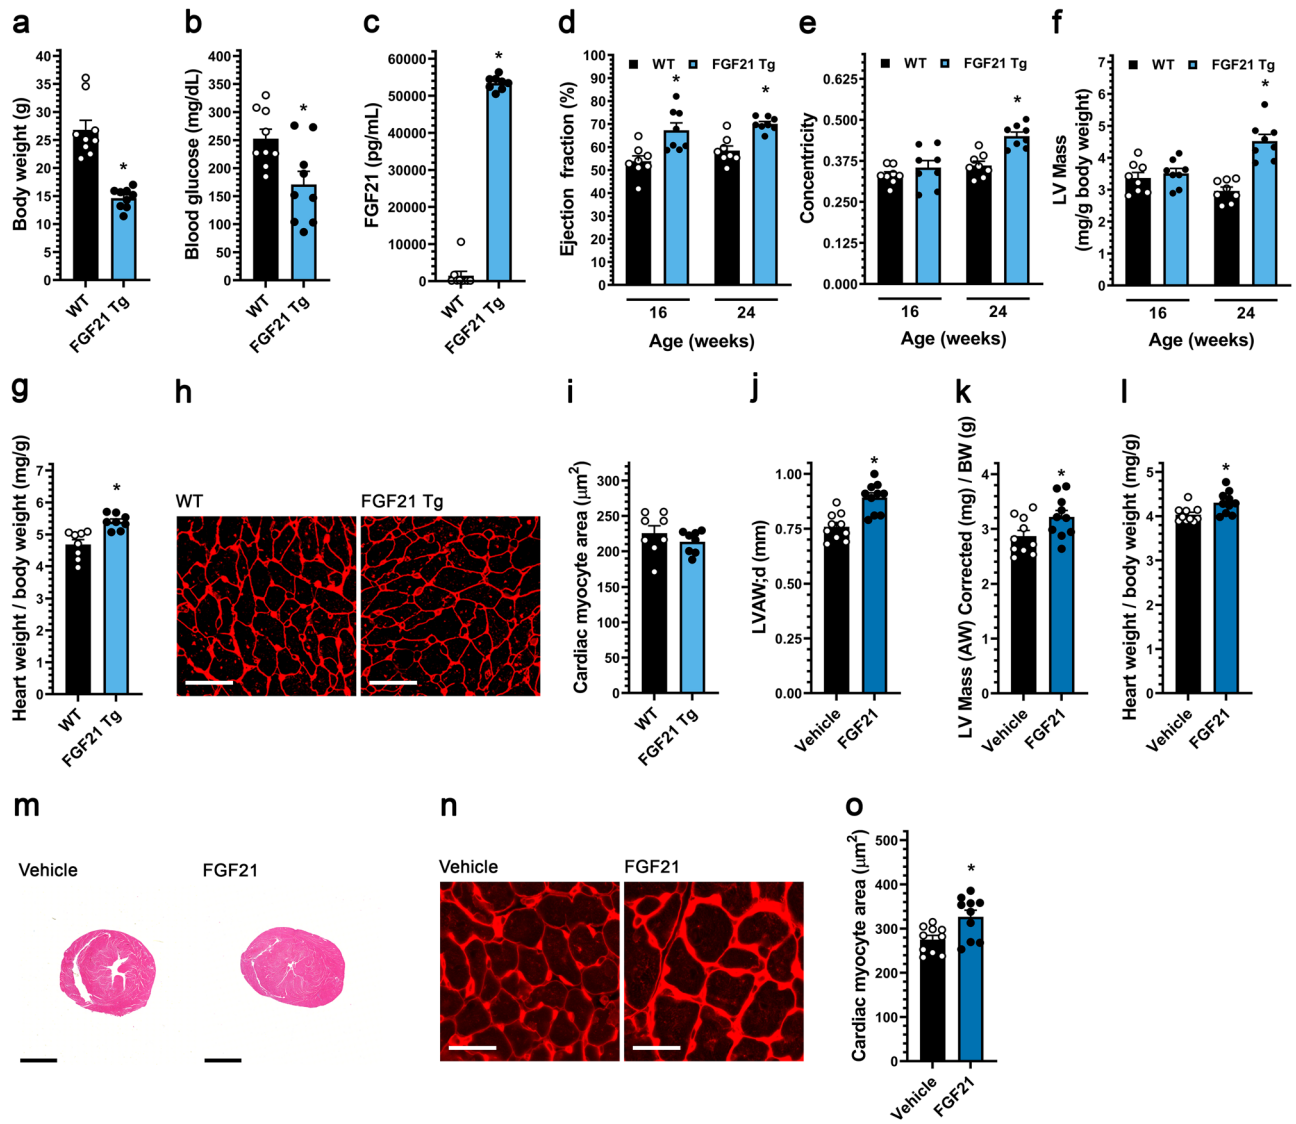 a
Body weight (g)
40
35
30
25
20
15
10
5
0
*
WT
FGF21 Tg
b
Blood glucose (mg/dL)
400
350
300
250
200
150
100
50
0
*
WT
FGF21 Tg
c
FGF21 (pg/mL)
60000
50000
40000
30000
20000
10000
0
*
WT
FGF21 Tg
d
Ejection fraction (%)
100
90
80
70
60
50
40
30
20
10
0
WT FGF21 Tg
* *
16 24
Age (weeks)
e
Concentricity
0.625
0.500
0.375
0.250
0.125
0.000
WT FGF21 Tg
*
16 24
Age (weeks)
f
LV Mass
(mg/g body weight)
7
6
5
4
3
2
1
0
WT FGF21 Tg
*
16 24
Age (weeks)
g
Heart weight / body weight (mg/g)
7
6
5
4
3
2
1
0
*
WT
FGF21 Tg
h
WT FGF21 Tg
i
Cardiac myocyte area (μm2)
300
250
200
150
100
50
0
WT
FGF21 Tg
j
LVAW;d (mm)
1.00
0.75
0.50
0.25
0.00
*
Vehicle
FGF21
k
LV Mass (AW) Corrected (mg) / BW (g)
4
3
2
1
0
*
Vehicle
FGF21
l
Heart weight / body weight (mg/g)
5
4
3
2
1
0
*
Vehicle
FGF21
m
Vehicle FGF21
n
Vehicle FGF21
o
Cardiac myocyte area (μm2)
500
400
300
200
100
0
*
Vehicle
FGF21